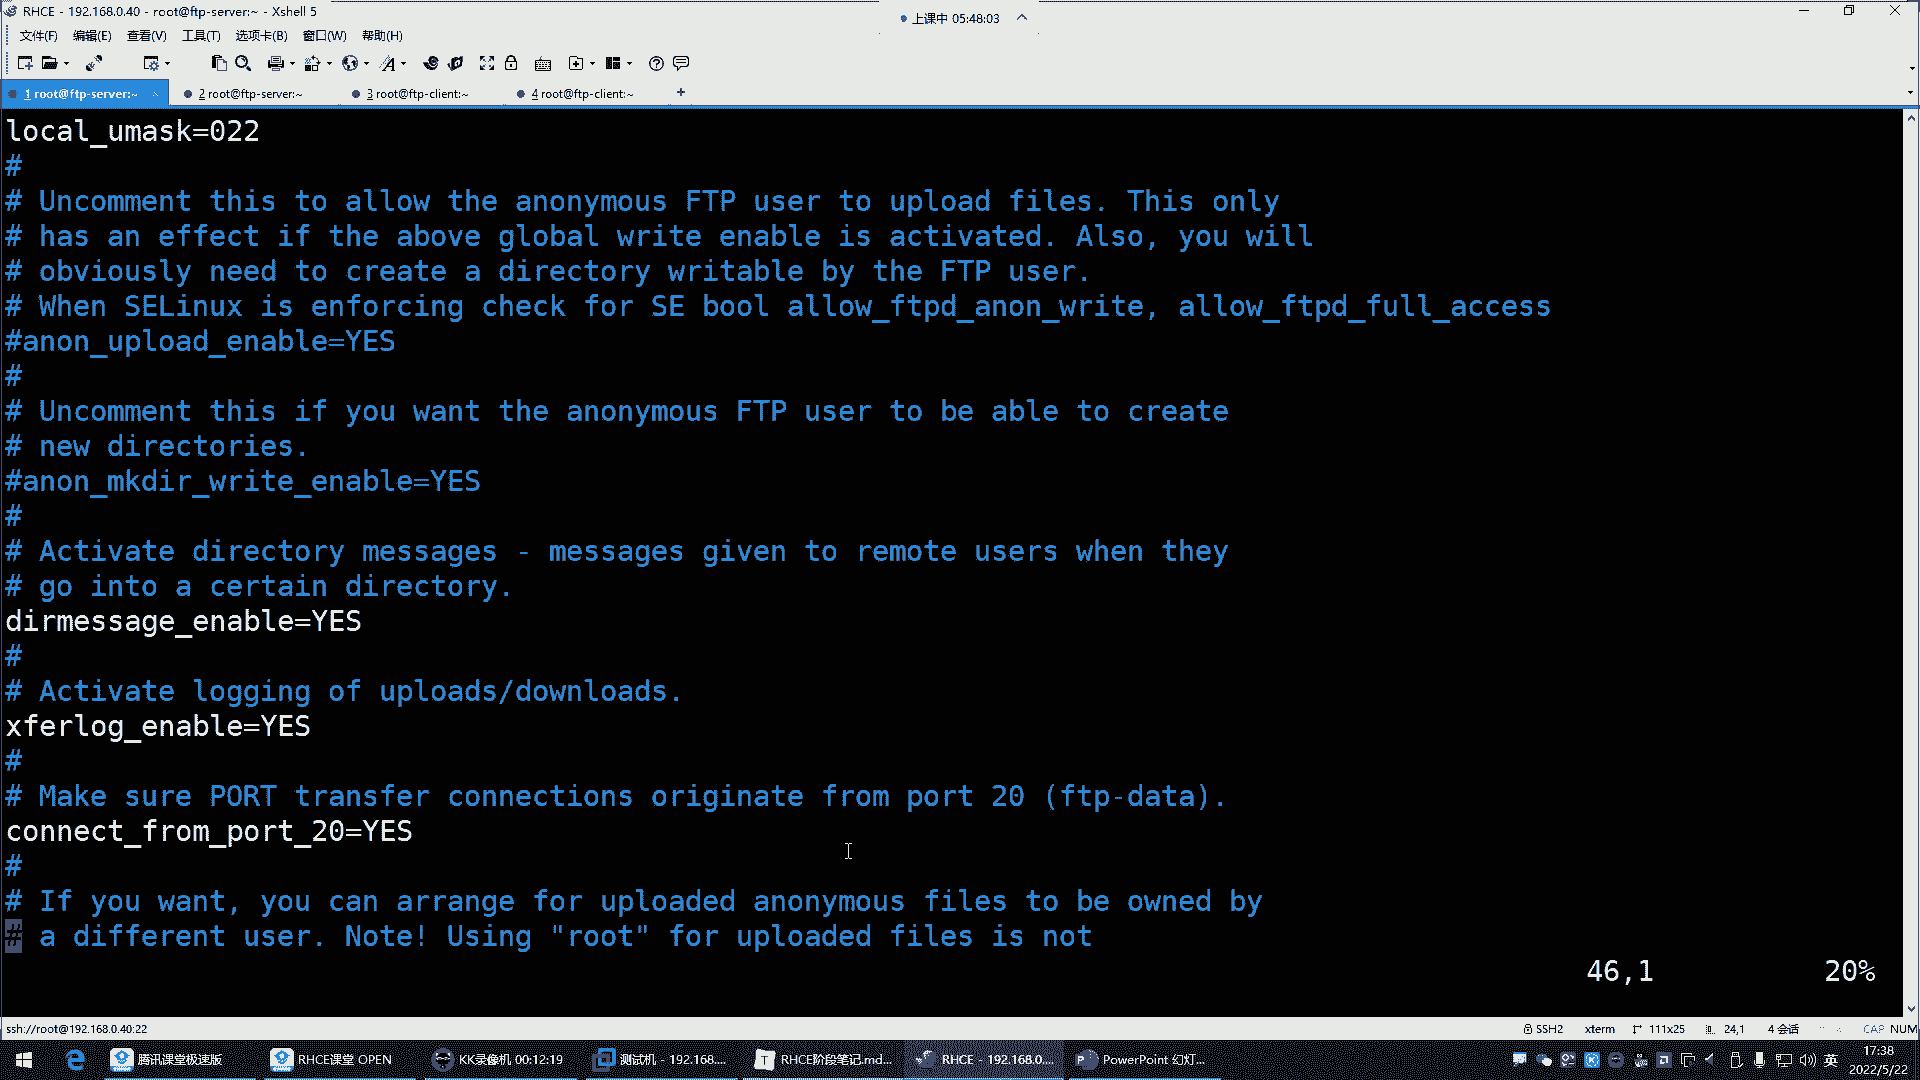 RHCE - 192.168.0.40 - root@ftp-server:~ - Xshell 5
上课中 05:48:03
文件(F) 编辑(E) 查看(V) 工具(T) 选项卡(B) 窗口(W) 帮助(H)
1 root@ftp-server:~ 2 root@ftp-server:~ 3 root@ftp-client:~ 4 root@ftp-client:~ +
local_umask=022
#
# Uncomment this to allow the anonymous FTP user to upload files. This only
# has an effect if the above global write enable is activated. Also, you will
# obviously need to create a directory writable by the FTP user.
# When SELinux is enforcing check for SE bool allow_ftpd_anon_write, allow_ftpd_full_access
#anon_upload_enable=YES
#
# Uncomment this if you want the anonymous FTP user to be able to create
# new directories.
#anon_mkdir_write_enable=YES
#
# Activate directory messages - messages given to remote users when they
# go into a certain directory.
dirmessage_enable=YES
#
# Activate logging of uploads/downloads.
xferlog_enable=YES
#
# Make sure PORT transfer connections originate from port 20 (ftp-data).
connect_from_port_20=YES
#
# If you want, you can arrange for uploaded anonymous files to be owned by
# a different user. Note! Using "root" for uploaded files is not
46,1 20%
ssh://root@192.168.0.40:22 SSH2 xterm 111x25 24,1 4 会话 CAP NUM
腾讯课堂极速版 RHCE课堂 OPEN KK录像机 00:12:19 测试机 - 192.168.... RHCE阶段笔记.md... RHCE - 192.168.0.... PowerPoint 幻灯... 英 17:38
2022/5/22